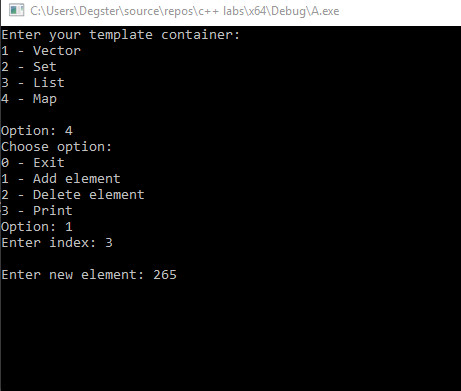 C:\Users\Degster\source\repos\c++ labs\x64\Debug\A.exe
Enter your template container:
1 - Vector
2 - Set
3 - List
4 - Map
Option: 4
Choose option:
0 - Exit
1 - Add element
2 - Delete element
3 - Print
Option: 1
Enter index: 3
Enter new element: 265